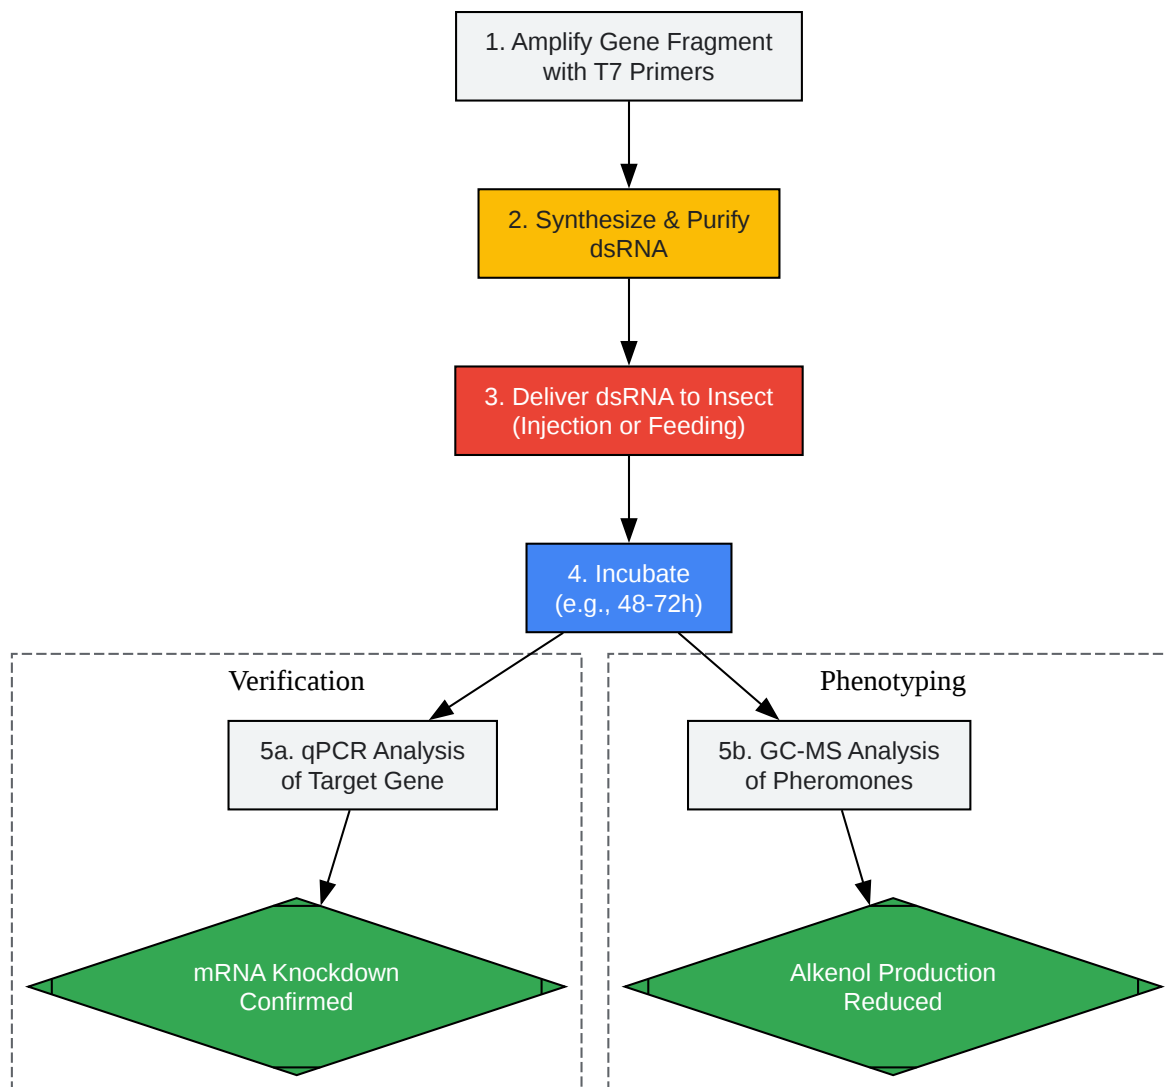 1. Amplify Gene Fragment
with T7 Primers
2. Synthesize & Purify
dsRNA
3. Deliver dsRNA to Insect
(Injection or Feeding)
4. Incubate
(e.g., 48-72h)
Verification
5a. qPCR Analysis
of Target Gene
mRNA Knockdown
Confirmed
Phenotyping
5b. GC-MS Analysis
of Pheromones
Alkenol Production
Reduced